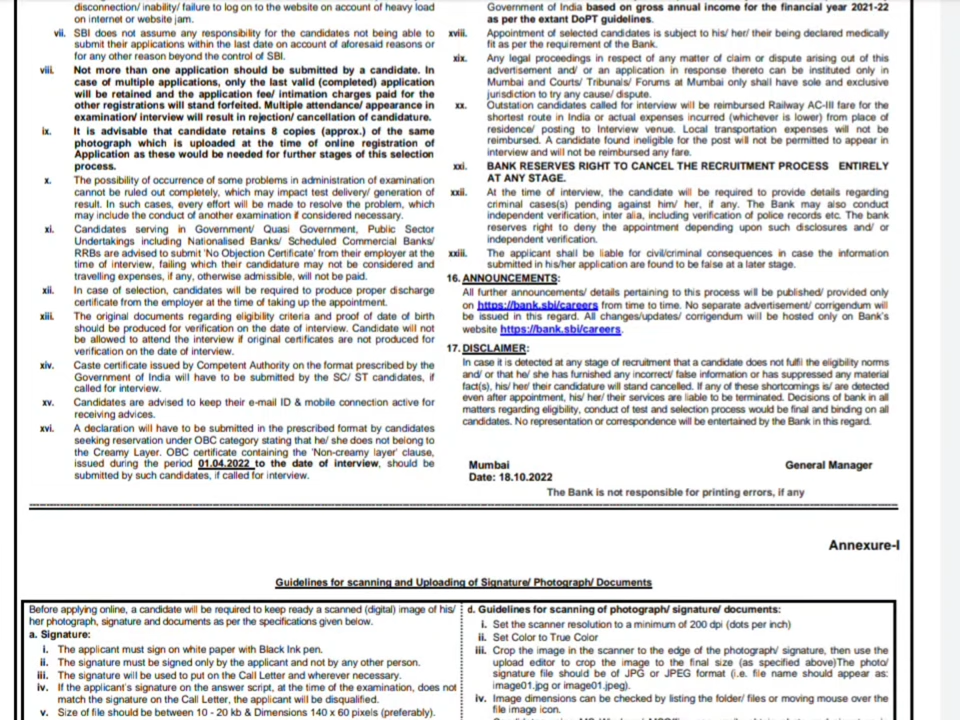 disconnection/ inability/ failure to log on to the website on account of heavy load
on internet or website jam.
vii. SBI does not assume any responsibility for the candidates not being able to
submit their applications within the last date on account of aforesaid reasons or
for any other reason beyond the control of SBI.
viii. Not more than one application should be submitted by a candidate. In
case of multiple applications, only the last valid (completed) application
will be retained and the application fee/ intimation charges paid for the
other registrations will stand forfeited. Multiple attendance/ appearance in
examination/ interview will result in rejection/ cancellation of candidature.
ix. It is advisable that candidate retains 8 copies (approx.) of the same
photograph which is uploaded at the time of online registration of
Application as these would be needed for further stages of this selection
process.
x. The possibility of occurrence of some problems in administration of examination
cannot be ruled out completely, which may impact test delivery/ generation of
result. In such cases, every effort will be made to resolve the problem, which
may include the conduct of another examination if considered necessary.
xi. Candidates serving in Government/ Quasi Government, Public Sector
Undertakings including Nationalised Banks/ Scheduled Commercial Banks/
RRBs are advised to submit 'No Objection Certificate' from their employer at the
time of interview, failing which their candidature may not be considered and
travelling expenses, if any, otherwise admissible, will not be paid.
xii. In case of selection, candidates will be required to produce proper discharge
certificate from the employer at the time of taking up the appointment.
xiii. The original documents regarding eligibility criteria and proof of date of birth
should be produced for verification on the date of interview. Candidate will not
be allowed to attend the interview if original certificates are not produced for
verification on the date of interview.
xiv. Caste certificate issued by Competent Authority on the format prescribed by the
Government of India will have to be submitted by the SC/ ST candidates, if
called for interview.
xv. Candidates are advised to keep their e-mail ID & mobile connection active for
receiving advices.
xvi. A declaration will have to be submitted in the prescribed format by candidates
seeking reservation under OBC category stating that he/ she does not belong to
the Creamy Layer. OBC certificate containing the 'Non-creamy layer' clause,
issued during the period 01.04.2022 to the date of interview, should be
submitted by such candidates, if called for interview.
Government of India based on gross annual income for the financial year 2021-22
as per the extant DoPT guidelines.
xviii. Appointment of selected candidates is subject to his/ her/ their being declared medically
fit as per the requirement of the Bank.
xix. Any legal proceedings in respect of any matter of claim or dispute arising out of this
advertisement and/ or an application in response thereto can be instituted only in
Mumbai and Courts/ Tribunals/ Forums at Mumbai only shall have sole and exclusive
jurisdiction to try any cause/ dispute.
xx. Outstation candidates called for interview will be reimbursed Railway AC-III fare for the
shortest route in India or actual expenses incurred (whichever is lower) from place of
residence/ posting to Interview venue. Local transportation expenses will not be
reimbursed. A candidate found ineligible for the post will not be permitted to appear in
interview and will not be reimbursed any fare.
xxi. BANK RESERVES RIGHT TO CANCEL THE RECRUITMENT PROCESS ENTIRELY
AT ANY STAGE.
xxii. At the time of interview, the candidate will be required to provide details regarding
criminal cases(s) pending against him/ her, if any. The Bank may also conduct
independent verification, inter alia, including verification of police records etc. The bank
reserves right to deny the appointment depending upon such disclosures and/ or
independent verification.
xxiii. The applicant shall be liable for civil/criminal consequences in case the information
submitted in his/her application are found to be false at a later stage.
16. ANNOUNCEMENTS:
All further announcements/ details pertaining to this process will be published/ provided only
on https://bank.sbi/careers from time to time. No separate advertisement/ corrigendum will
be issued in this regard. All changes/updates/ corrigendum will be hosted only on Bank's
website https://bank.sbi/careers.
17. DISCLAIMER:
In case it is detected at any stage of recruitment that a candidate does not fulfil the eligibility norms
and/ or that he/ she has furnished any incorrect/ false information or has suppressed any material
fact(s), his/ her/ their candidature will stand cancelled. If any of these shortcomings is/ are detected
even after appointment, his/ her/ their services are liable to be terminated. Decisions of bank in all
matters regarding eligibility, conduct of test and selection process would be final and binding on all
candidates. No representation or correspondence will be entertained by the Bank in this regard.
Mumbai General Manager
Date: 18.10.2022
The Bank is not responsible for printing errors, if any
Annexure-I
Guidelines for scanning and Uploading of Signature/ Photograph/ Documents
Before applying online, a candidate will be required to keep ready a scanned (digital) image of his/
her photograph, signature and documents as per the specifications given below.
a. Signature:
i. The applicant must sign on white paper with Black Ink pen.
ii. The signature must be signed only by the applicant and not by any other person.
iii. The signature will be used to put on the Call Letter and wherever necessary.
iv. If the applicant's signature on the answer script, at the time of the examination, does not
match the signature on the Call Letter, the applicant will be disqualified.
v. Size of file should be between 10 - 20 kb & Dimensions 140 x 60 pixels (preferably).
d. Guidelines for scanning of photograph/ signature/ documents:
i. Set the scanner resolution to a minimum of 200 dpi (dots per inch)
ii. Set Color to True Color
iii. Crop the image in the scanner to the edge of the photograph/ signature, then use the
upload editor to crop the image to the final size (as specified above)The photo/
signature file should be of JPG or JPEG format (i.e. file name should appear as:
image01.jpg or image01.jpeg).
iv. Image dimensions can be checked by listing the folder/ files or moving mouse over the
file image icon.